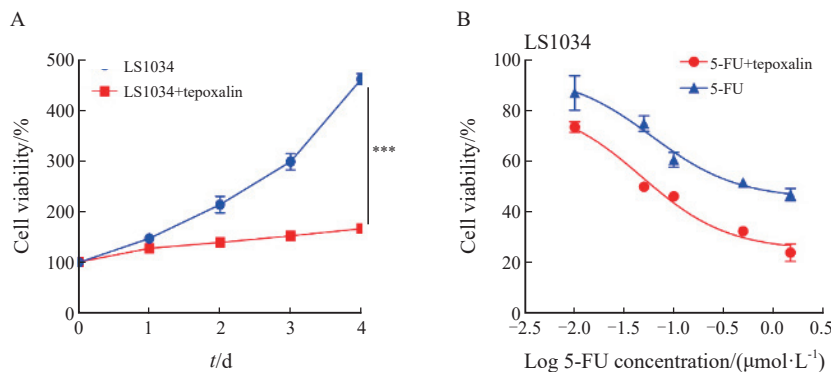 A
500
400
300
200
100
0
LS1034
LS1034+tepoxalin
***
Cell viability/%
0 1 2 3 4
t/d
B
LS1034
100
80
60
40
20
0
5-FU+tepoxalin
5-FU
Cell viability/%
−2.5 −2.0 −1.5 −1.0 −0.5 0.0 0.5
Log 5-FU concentration/(μmol·L⁻¹)